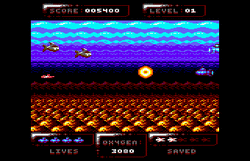 SCORE 005400 LEVEL 01
OXYGEN
LIVES 3080 SAVED